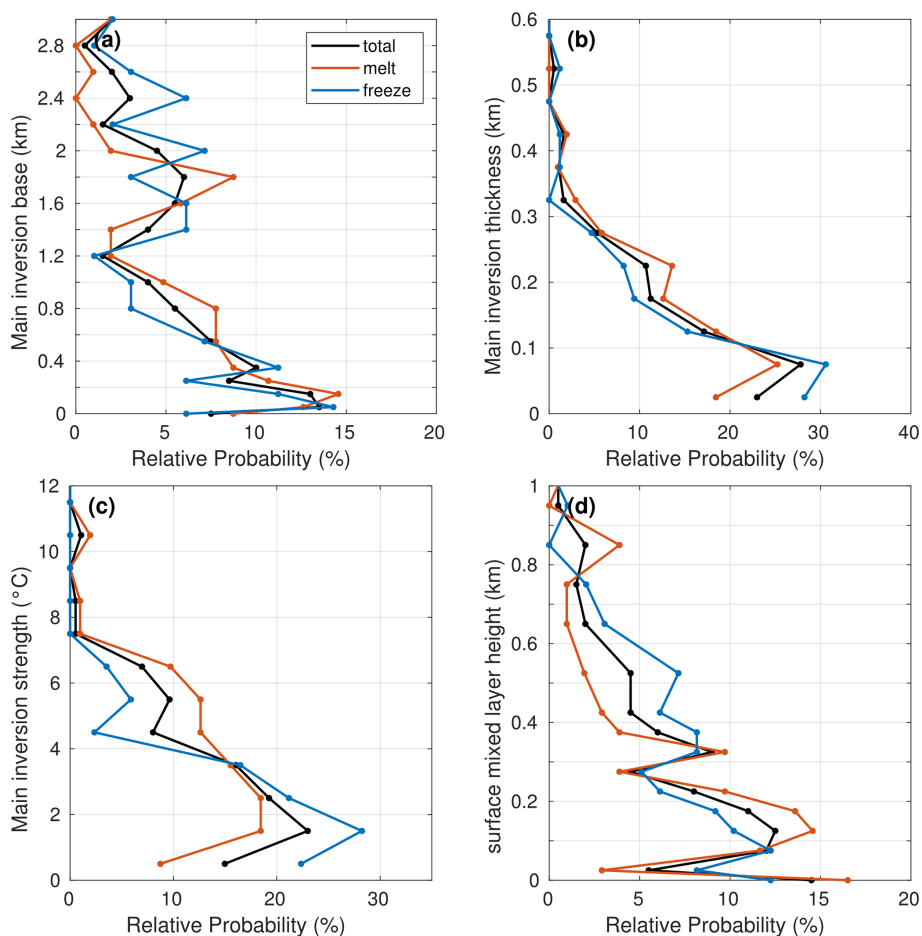 (a)
total
melt
freeze
2.8
2.4
2
1.6
1.2
0.8
0.4
0
Main inversion base (km)
0 5 10 15 20
Relative Probability (%)
(b)
0.6
0.5
0.4
0.3
0.2
0.1
0
Main inversion thickness (km)
0 10 20 30 40
Relative Probability (%)
(c)
12
10
8
6
4
2
0
Main inversion strength (°C)
0 10 20 30
Relative Probability (%)
(d)
1
0.8
0.6
0.4
0.2
0
surface mixed layer height (km)
0 5 10 15 20
Relative Probability (%)